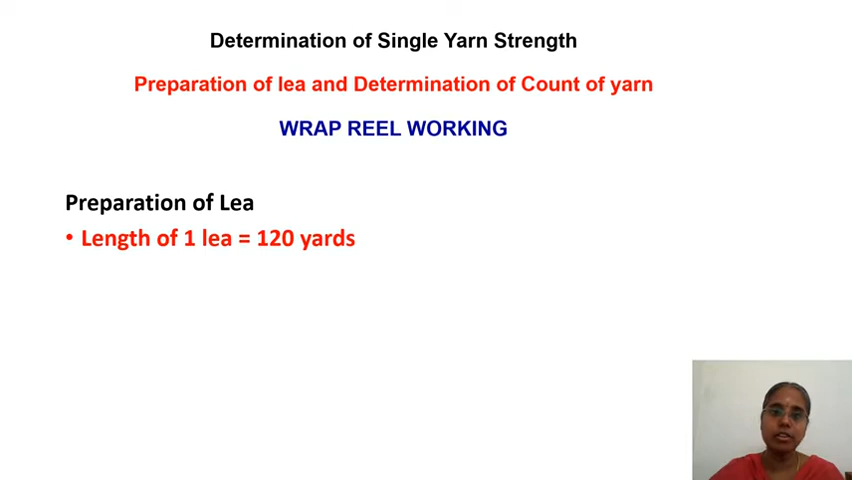 Determination of Single Yarn Strength
Preparation of lea and Determination of Count of yarn
WRAP REEL WORKING
Preparation of Lea
• Length of 1 lea = 120 yards